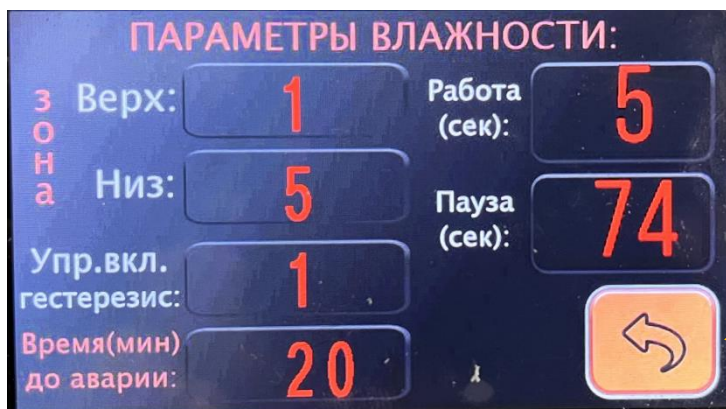 ПАРАМЕТРЫ ВЛАЖНОСТИ:
зона
Верх: 1
Низ: 5
Упр.вкл.
гестерезис: 1
Время(мин)
до аварии: 20
Работа
(сек): 5
Пауза
(сек): 74